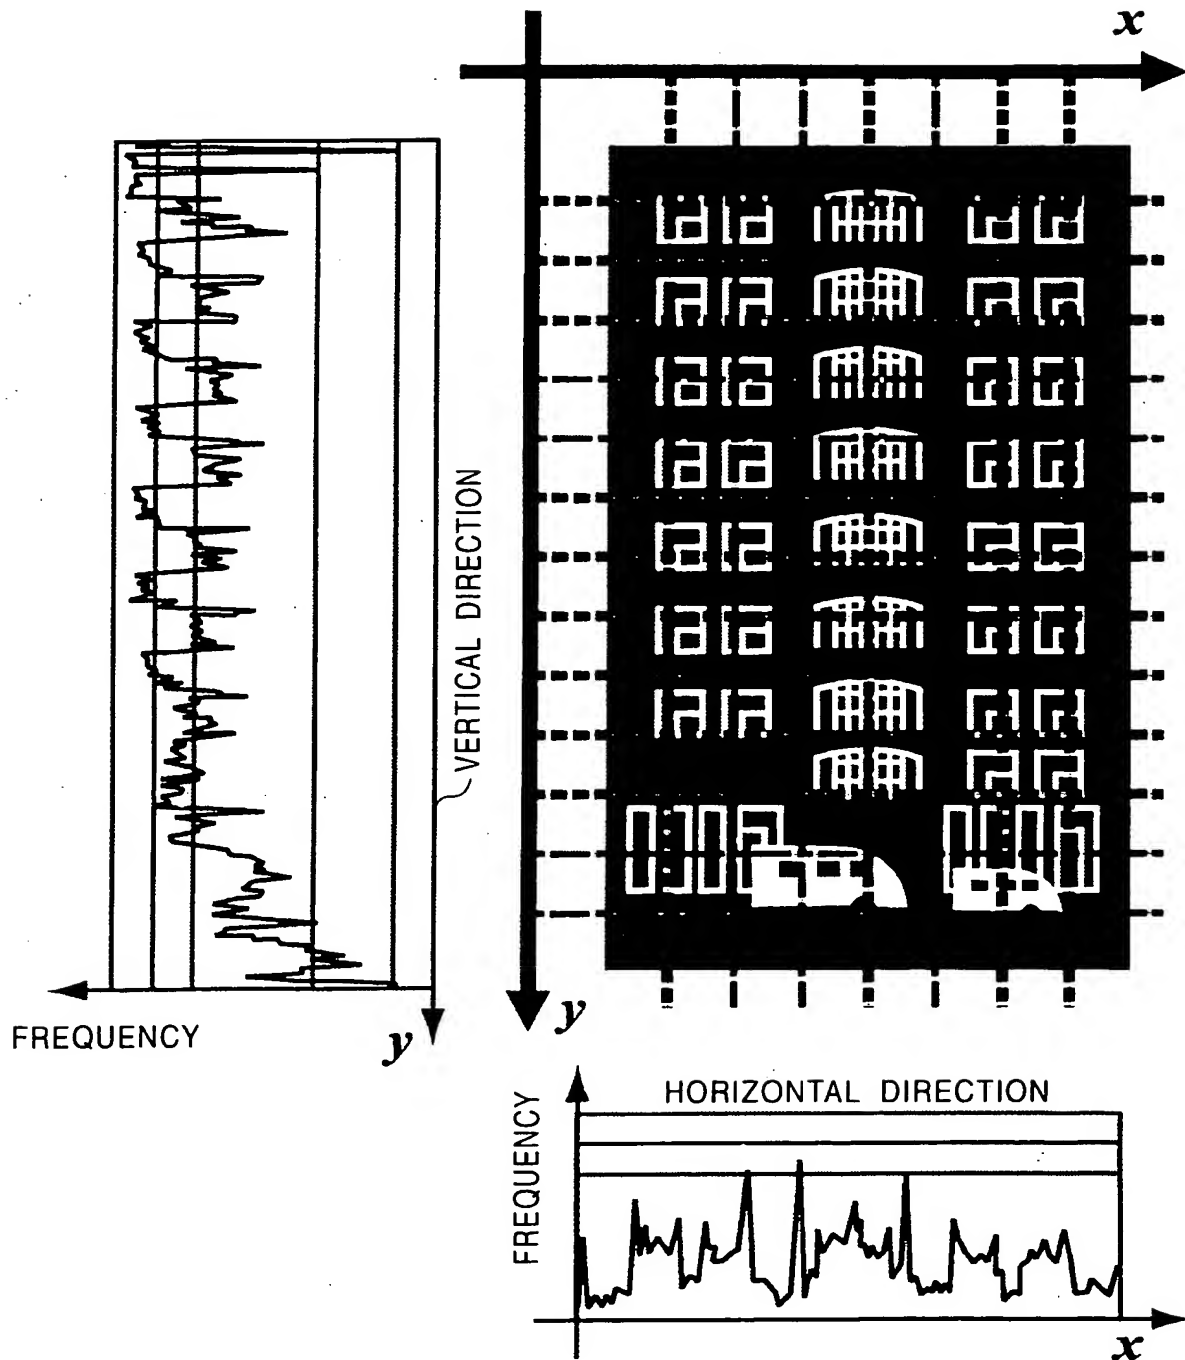 x
VERTICAL DIRECTION
FREQUENCY
y
y
HORIZONTAL DIRECTION
FREQUENCY
x